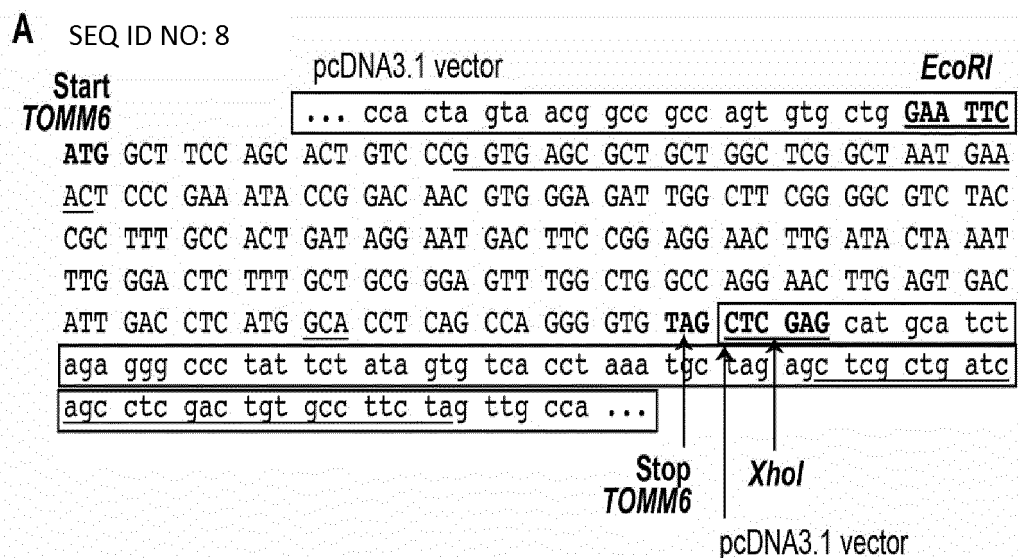 A SEQ ID NO: 8
pcDNA3.1 vector EcoRI
Start
TOMM6
... cca cta gta acg gcc gcc agt gtg ctg GAA TTC
ATG GCT TCC AGC ACT GTC CCG GTG AGC GCT GCT GGC TCG GCT AAT GAA
ACT CCC GAA ATA CCG GAC AAC GTG GGA GAT TGG CTT CGG GGC GTC TAC
CGC TTT GCC ACT GAT AGG AAT GAC TTC CGG AGG AAC TTG ATA CTA AAT
TTG GGA CTC TTT GCT GCG GGA GTT TGG CTG GCC AGG AAC TTG AGT GAC
ATT GAC CTC ATG GCA CCT CAG CCA GGG GTG TAG CTC GAG cat gca tct
aga ggg ccc tat tct ata gtg tca cct aaa tgc tag agc tcg ctg atc
agc ctc gac tgt gcc ttc tag ttg cca ...
Stop
TOMM6
XhoI
pcDNA3.1 vector